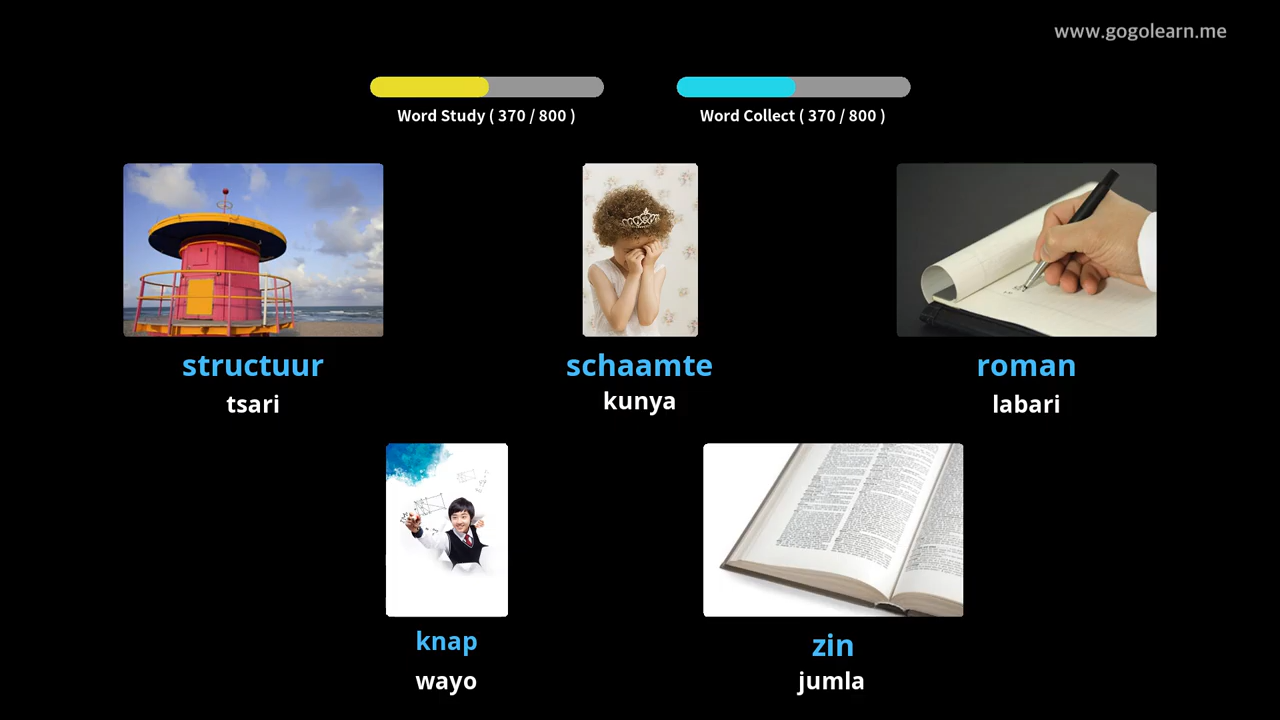 www.gogolearn.me
Word Study ( 370 / 800 )
Word Collect ( 370 / 800 )
structuur
tsari
schaamte
kunya
roman
labari
knap
wayo
zin
jumla